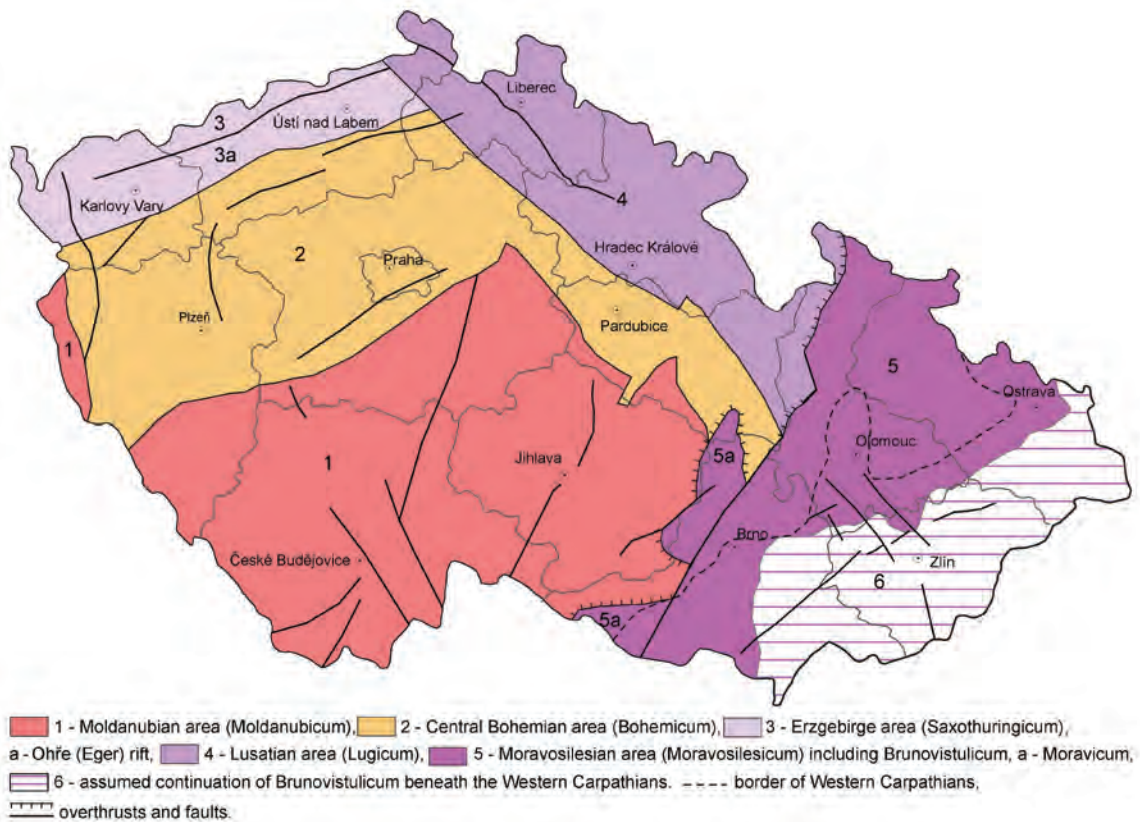 Liberec
3
Ústí nad Labem
3a
Karlovy Vary
4
2
Hradec Králové
Praha
Plzeň
Pardubice
1
5
Ostrava
Olomouc
5a
1
Jihlava
Brno
České Budějovice
Zlín
6
5a
1 - Moldanubian area (Moldanubicum), 2 - Central Bohemian area (Bohemicum), 3 - Erzgebirge area (Saxothuringicum),
a - Ohře (Eger) rift, 4 - Lusatian area (Lugicum), 5 - Moravosilesian area (Moravosilesicum) including Brunovistulicum, a - Moravicum,
6 - assumed continuation of Brunovistulicum beneath the Western Carpathians. border of Western Carpathians,
overthrusts and faults.